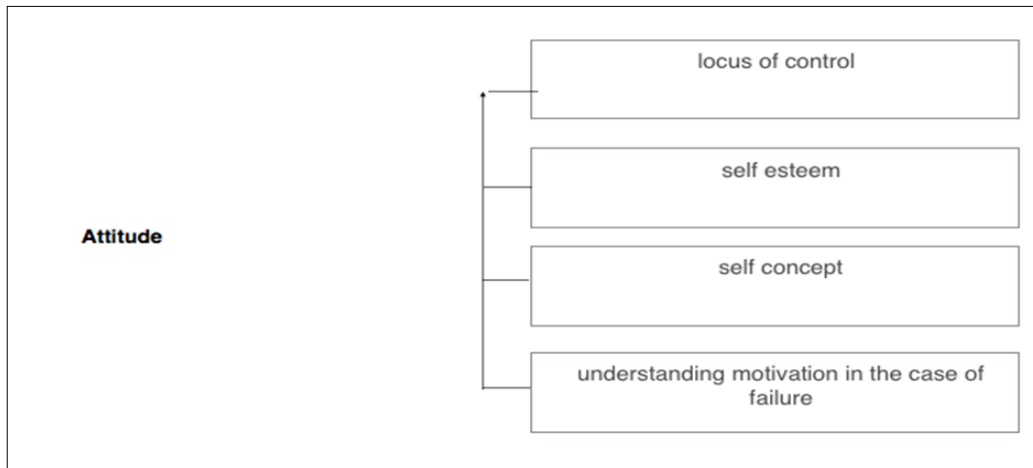 locus of control
self esteem
Attitude
self concept
understanding motivation in the case of
failure